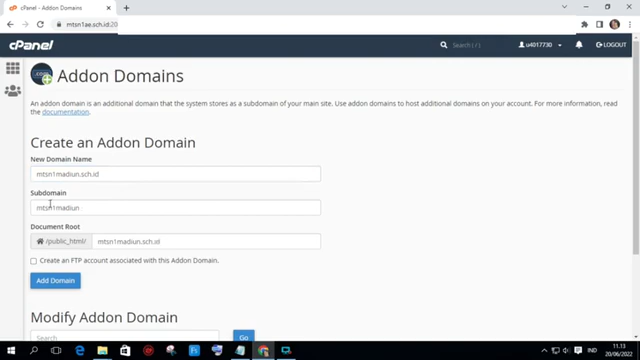 cPanel - Addon Domains
mtsn1ae.sch.id:20
cPanel
Search ( / )
u4017730
LOGOUT
Addon Domains
An addon domain is an additional domain that the system stores as a subdomain of your main site. Use addon domains to host additional domains on your account. For more information, read
the documentation.
Create an Addon Domain
New Domain Name
mtsn1madiun.sch.id
Subdomain
mtsn1madiun
Document Root
/public_html/ mtsn1madiun.sch.id
Create an FTP account associated with this Addon Domain.
Add Domain
Modify Addon Domain
Search
Go
IND
11.13
20/06/2022